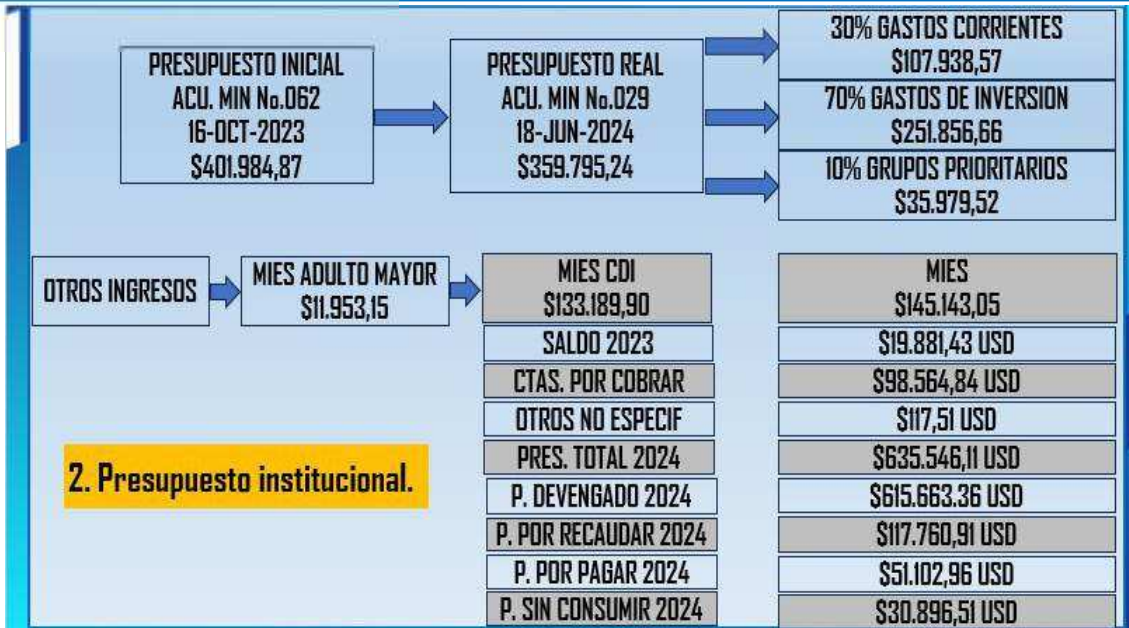 PRESUPUESTO INICIAL
ACU. MIN No.062
16-OCT-2023
$401.984,87
PRESUPUESTO REAL
ACU. MIN No.029
18-JUN-2024
$359.795,24
30% GASTOS CORRIENTES
$107.938,57
70% GASTOS DE INVERSION
$251.856,66
10% GRUPOS PRIORITARIOS
$35.979,52
OTROS INGRESOS
MIES ADULTO MAYOR
$11.953,15
MIES CDI
$133.189,90
MIES
$145.143,05
SALDO 2023
$19.881,43 USD
CTAS. POR COBRAR
$98.564,84 USD
OTROS NO ESPECIF
$117,51 USD
PRES. TOTAL 2024
$635.546,11 USD
P. DEVENGADO 2024
$615.663.36 USD
P. POR RECAUDAR 2024
$117.760,91 USD
P. POR PAGAR 2024
$51.102,96 USD
P. SIN CONSUMIR 2024
$30.896,51 USD
2. Presupuesto institucional.